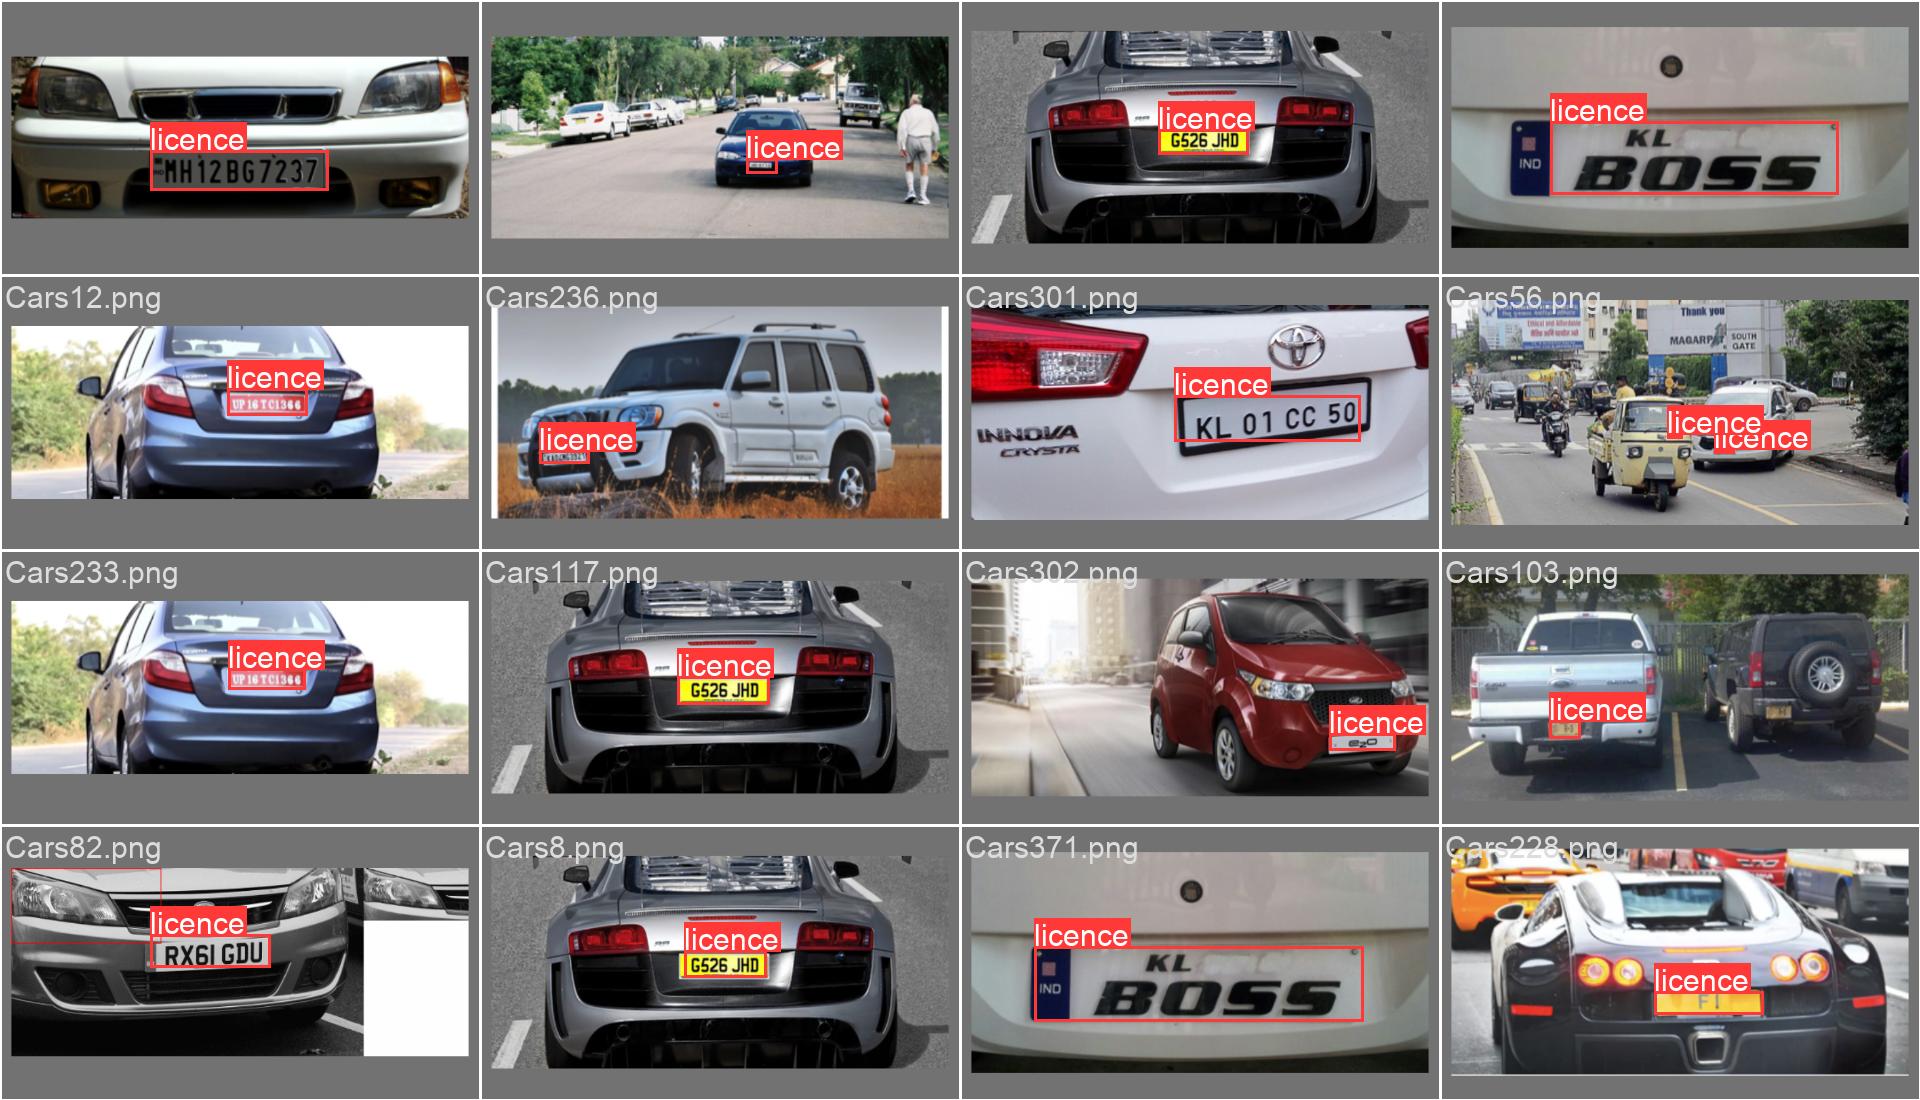 licence
MH12BG7237
licence
licence
G526 JHD
licence
IND
KL
BOSS
Cars12.png
licence
UP16TC1366
Cars236.png
licence
Cars301.png
licence
KL 01 CC 50
INNOVA
CRYSTA
Cars56.png
Thank you
MAGARPAT
SOUTH
GATE
licence
licence
Cars233.png
licence
UP16TC1366
Cars117.png
licence
G526 JHD
Cars302.png
licence
e2o
Cars103.png
licence
Cars82.png
licence
RX61 GDU
Cars8.png
licence
G526 JHD
Cars371.png
licence
IND
KL
BOSS
Cars228.png
licence
F1